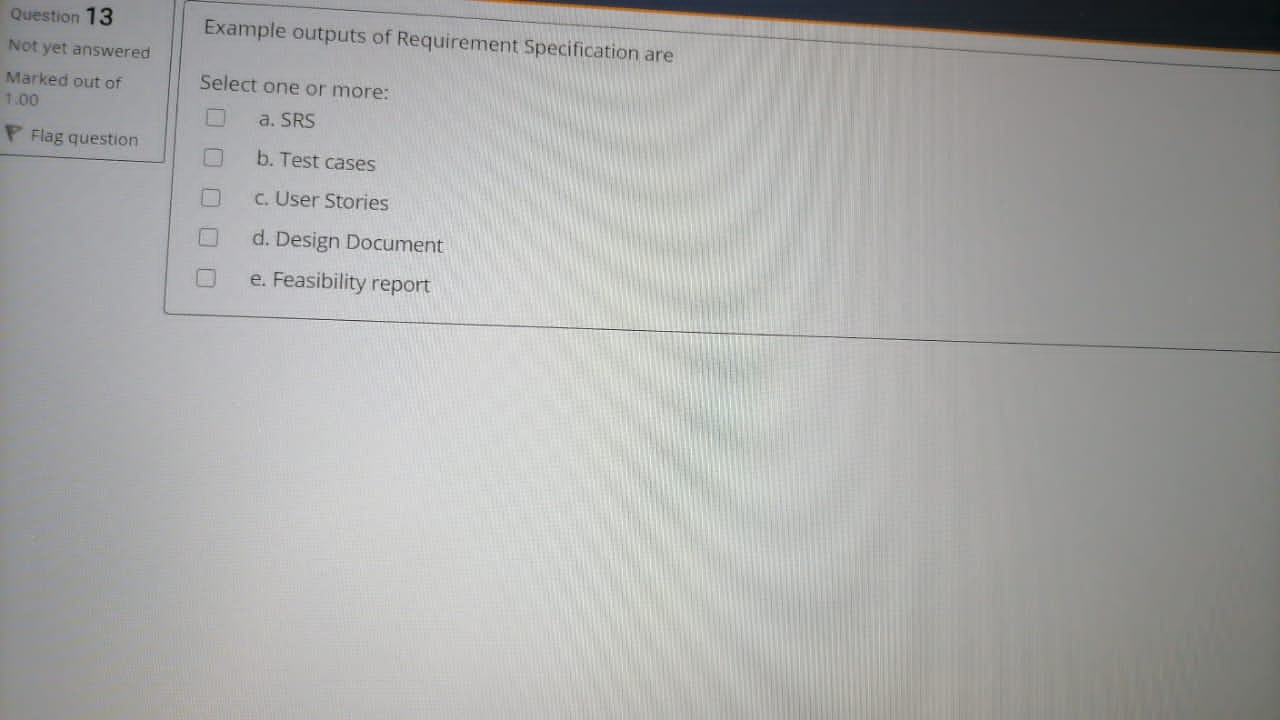 Question 13
Not yet answered
Marked out of
1.00
Flag question
Example outputs of Requirement Specification are
Select one or more:
a. SRS
b. Test cases
c. User Stories
d. Design Document
e. Feasibility report